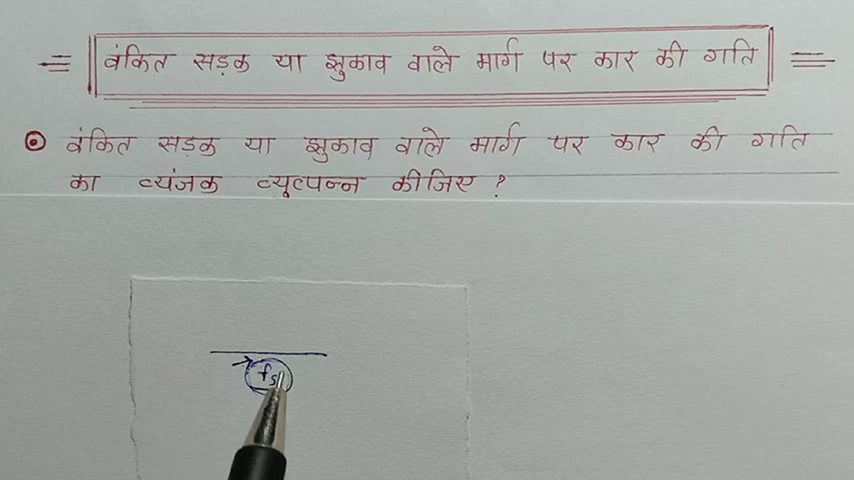 वंकित सड़क या झुकाव वाले मार्ग पर कार की गति
वंकित सड़क या झुकाव वाले मार्ग पर कार की गति
का व्यंजक व्यूत्पन्न कीजिए ?
fs